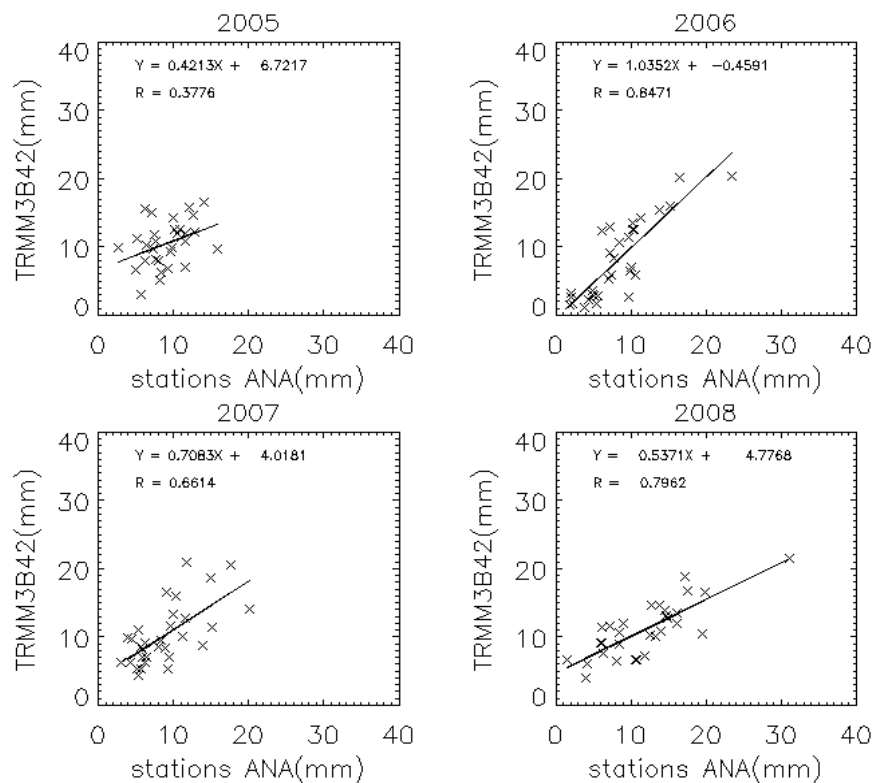 2005
40
30
20
10
0
TRMM3B42(mm)
Y = 0.4213X + 6.7217
R = 0.3776
0 10 20 30 40
stations ANA(mm)
2006
40
30
20
10
0
TRMM3B42(mm)
Y = 1.0352X + -0.4591
R = 0.8471
0 10 20 30 40
stations ANA(mm)
2007
40
30
20
10
0
TRMM3B42(mm)
Y = 0.7083X + 4.0181
R = 0.6614
0 10 20 30 40
stations ANA(mm)
2008
40
30
20
10
0
TRMM3B42(mm)
Y = 0.5371X + 4.7768
R = 0.7962
0 10 20 30 40
stations ANA(mm)